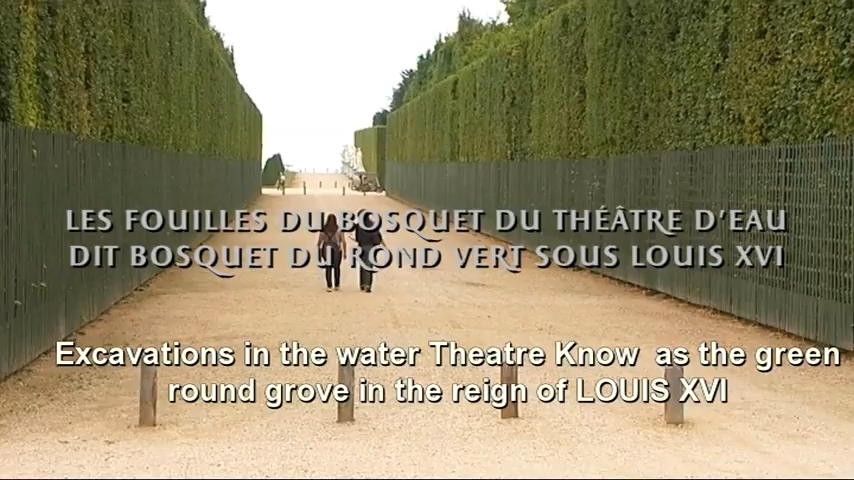 LES FOUILLES DU BOSQUET DU THÉÂTRE D'EAU
DIT BOSQUET DU ROND VERT SOUS LOUIS XVI
Excavations in the water Theatre Know as the green
round grove in the reign of LOUIS XVI